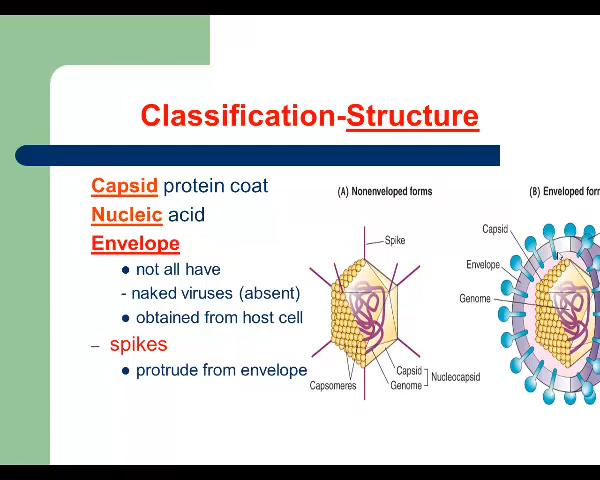 Classification-Structure
Capsid protein coat
Nucleic acid
Envelope
● not all have
- naked viruses (absent)
● obtained from host cell
– spikes
● protrude from envelope
(A) Nonenveloped forms
Spike
Capsomeres
Capsid
Genome
Nucleocapsid
(B) Enveloped form
Capsid
Envelope
Genome